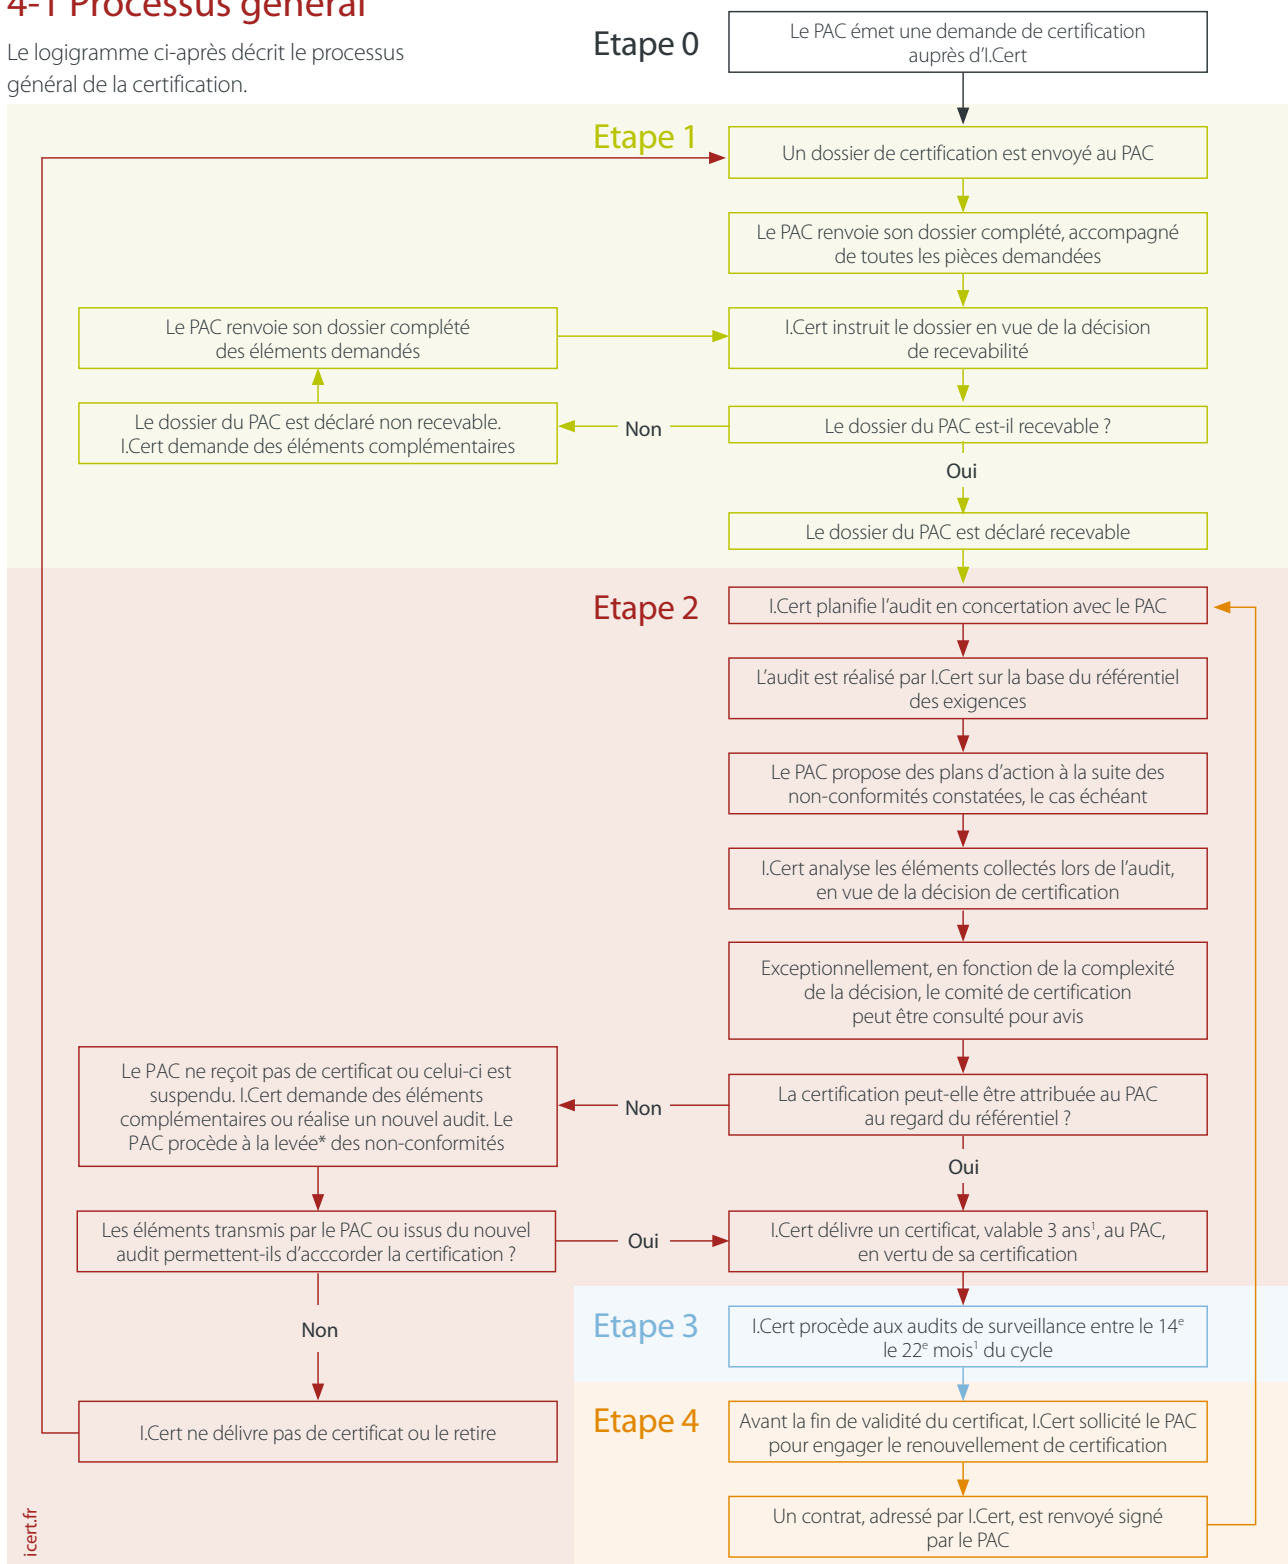 4-1 Processus général
Le logigramme ci-après décrit le processus
général de la certification.
Etape 0
Le PAC émet une demande de certification
auprès d’I.Cert
Etape 1
Un dossier de certification est envoyé au PAC
Le PAC renvoie son dossier complété, accompagné
de toutes les pièces demandées
Le PAC renvoie son dossier complété
des éléments demandés
I.Cert instruit le dossier en vue de la décision
de recevabilité
Le dossier du PAC est déclaré non recevable.
I.Cert demande des éléments complémentaires
Non
Le dossier du PAC est-il recevable ?
Oui
Le dossier du PAC est déclaré recevable
Etape 2
I.Cert planifie l’audit en concertation avec le PAC
L’audit est réalisé par I.Cert sur la base du référentiel
des exigences
Le PAC propose des plans d’action à la suite des
non-conformités constatées, le cas échéant
I.Cert analyse les éléments collectés lors de l’audit,
en vue de la décision de certification
Exceptionnellement, en fonction de la complexité
de la décision, le comité de certification
peut être consulté pour avis
Le PAC ne reçoit pas de certificat ou celui-ci est
suspendu. I.Cert demande des éléments
complémentaires ou réalise un nouvel audit. Le
PAC procède à la levée* des non-conformités
Non
La certification peut-elle être attribuée au PAC
au regard du référentiel ?
Oui
Les éléments transmis par le PAC ou issus du nouvel
audit permettent-ils d’acccorder la certification ?
Oui
I.Cert délivre un certificat, valable 3 ans¹, au PAC,
en vertu de sa certification
Non
Etape 3
I.Cert procède aux audits de surveillance entre le 14ᵉ
le 22ᵉ mois¹ du cycle
I.Cert ne délivre pas de certificat ou le retire
Etape 4
Avant la fin de validité du certificat, I.Cert sollicité le PAC
pour engager le renouvellement de certification
Un contrat, adressé par I.Cert, est renvoyé signé
par le PAC
icert.fr